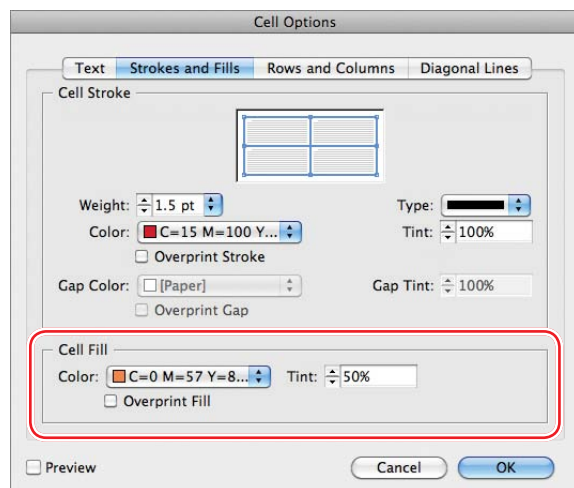 Cell Options
Text Strokes and Fills Rows and Columns Diagonal Lines
Cell Stroke
Weight: 1.5 pt Type:
Color: C=15 M=100 Y... Tint: 100%
Overprint Stroke
Gap Color: [Paper] Gap Tint: 100%
Overprint Gap
Cell Fill
Color: C=0 M=57 Y=8... Tint: 50%
Overprint Fill
Preview Cancel OK